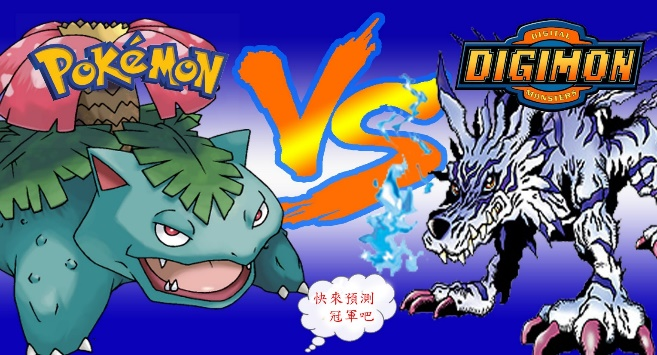 POKéMON
VS
DIGITAL
DIGIMON
MONSTERS
快來預測
冠軍吧